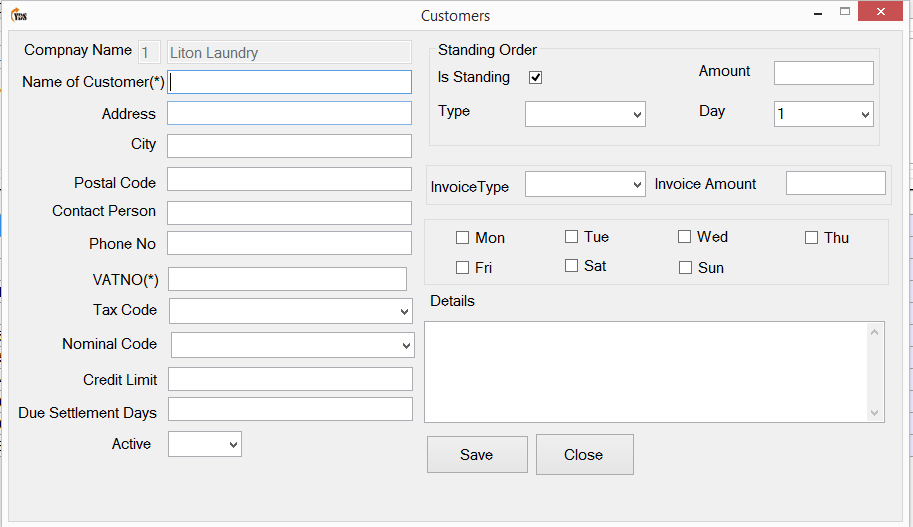 YDS
Customers
Compnay Name 1 Liton Laundry
Name of Customer(*)
Address
City
Postal Code
Contact Person
Phone No
VATNO(*)
Tax Code
Nominal Code
Credit Limit
Due Settlement Days
Active
Standing Order
Is Standing Amount
Type Day 1
InvoiceType Invoice Amount
Mon Tue Wed Thu
Fri Sat Sun
Details
Save Close